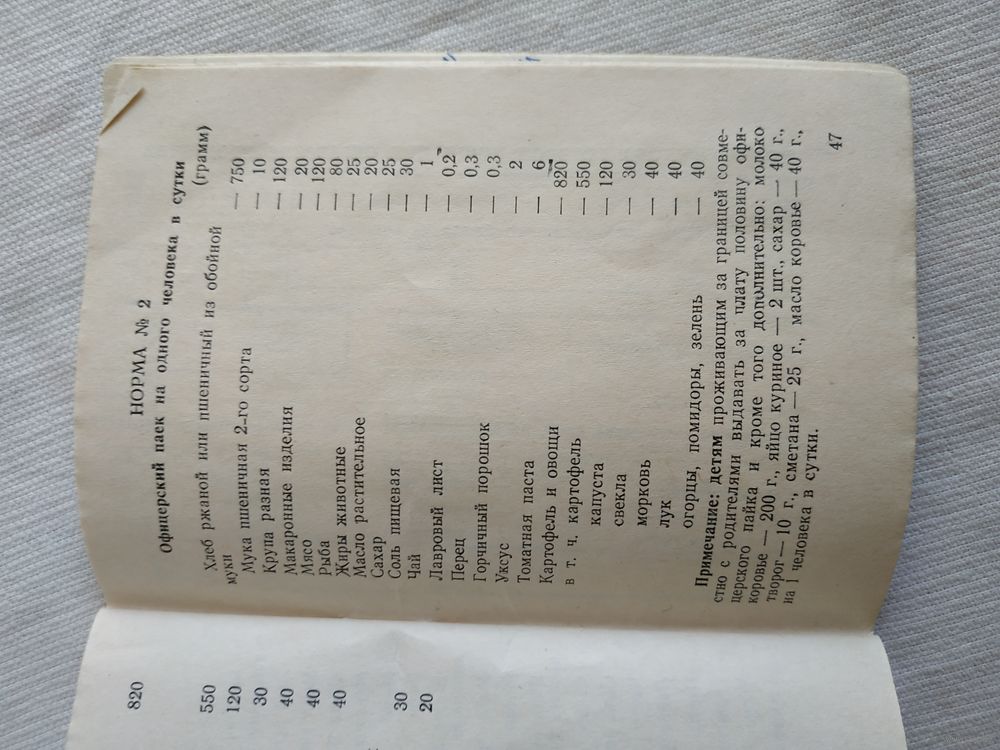 820
550
120
30
40
40
40
30
20
НОРМА № 2
Офицерский паек на одного человека в сутки
(грамм)
Хлеб ржаной или пшеничный из обойной
муки — 750
Мука пшеничная 2-го сорта — 10
Крупа разная — 120
Макаронные изделия — 20
Мясо — 120
Рыба — 80
Жиры животные — 25
Масло растительное — 20
Сахар — 25
Соль пищевая — 30
Чай — 1
Лавровый лист — 0,2
Перец — 0,3
Горчичный порошок — 0,3
Уксус — 2
Томатная паста — 6
Картофель и овощи — 820
в т. ч. картофель — 550
капуста — 120
свекла — 30
морковь — 40
лук — 40
огорцы, помидоры, зелень — 40
Примечание: детям проживающим за границей совме-
стно с родителями выдавать за плату половину офи-
церского пайка и кроме того дополнительно: молоко
коровье — 200 г., яйцо куриное — 2 шт., сахар — 40 г.,
творог — 10 г., сметана — 25 г., масло коровье — 40 г.,
на 1 человека в сутки.
47